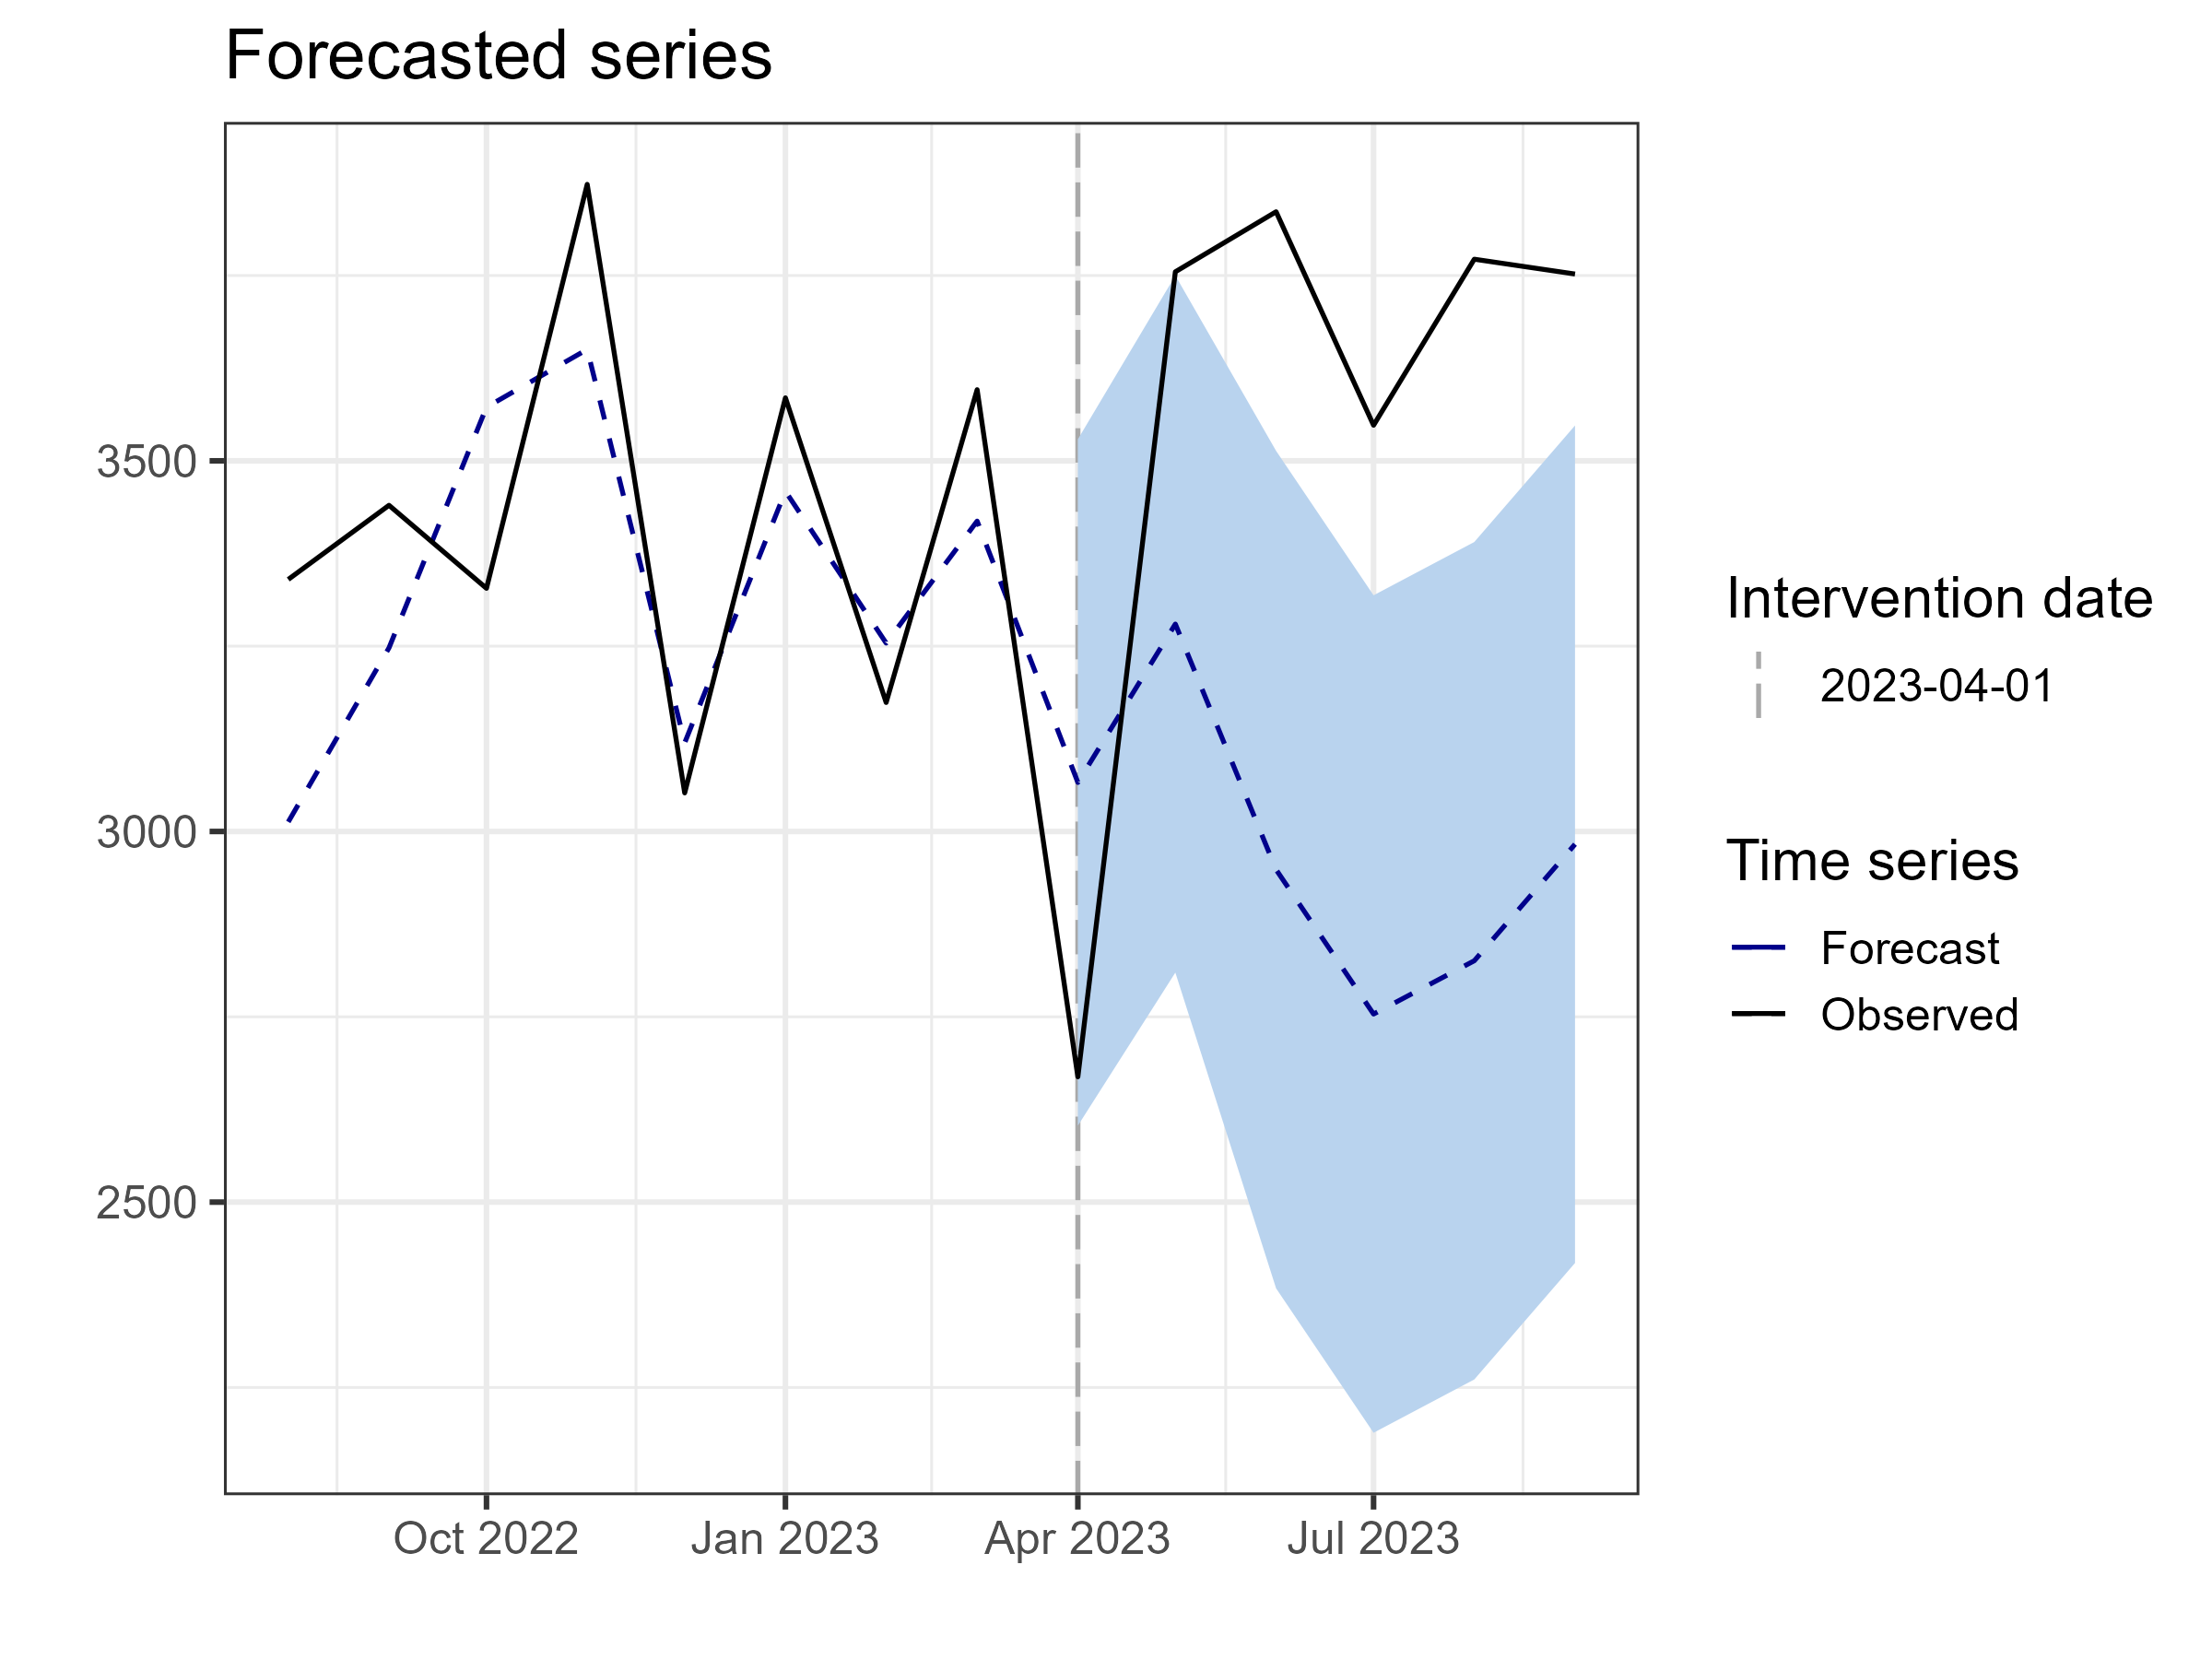 Forecasted series
3500
3000
2500
Oct 2022
Jan 2023
Apr 2023
Jul 2023
Intervention date
2023-04-01
Time series
Forecast
Observed